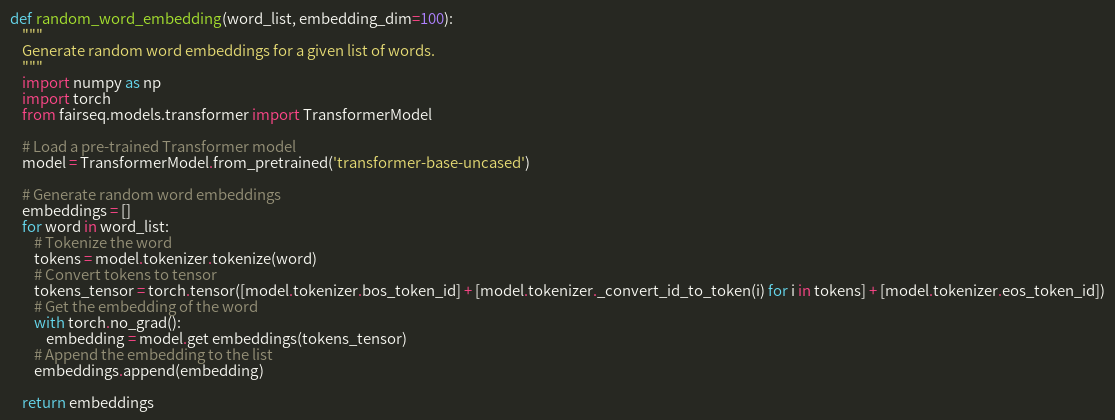 def random_word_embedding(word_list, embedding_dim=100):
    """
    Generate random word embeddings for a given list of words.
    """
    import numpy as np
    import torch
    from fairseq.models.transformer import TransformerModel

    # Load a pre-trained Transformer model
    model = TransformerModel.from_pretrained('transformer-base-uncased')

    # Generate random word embeddings
    embeddings = []
    for word in word_list:
        # Tokenize the word
        tokens = model.tokenizer.tokenize(word)
        # Convert tokens to tensor
        tokens_tensor = torch.tensor([model.tokenizer.bos_token_id] + [model.tokenizer._convert_id_to_token(i) for i in tokens] + [model.tokenizer.eos_token_id])
        # Get the embedding of the word
        with torch.no_grad():
            embedding = model.get embeddings(tokens_tensor)
        # Append the embedding to the list
        embeddings.append(embedding)

    return embeddings